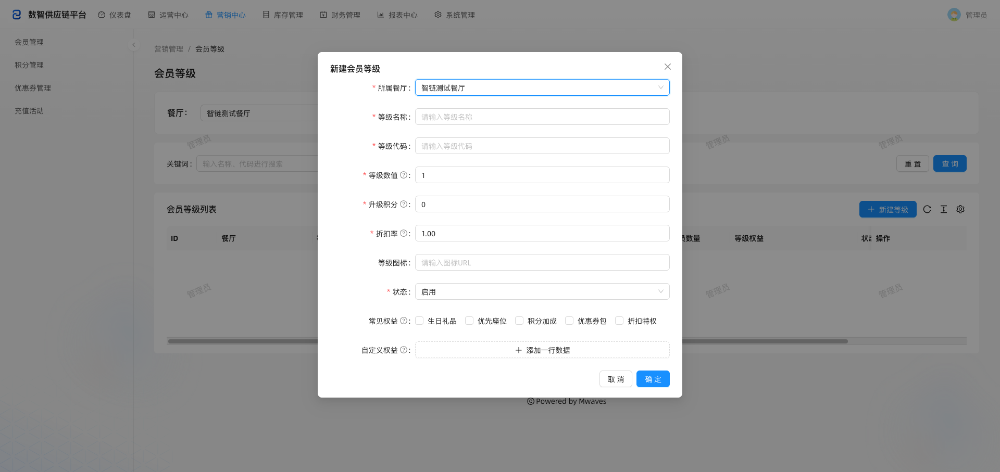 数智供应链平台 仪表盘 运营中心 营销中心 库存管理 财务管理 报表中心 系统管理 管理员
会员管理
积分管理
优惠券管理
充值活动
营销管理 / 会员等级
会员等级
餐厅： 智链测试餐厅
关键词： 输入名称、代码进行搜索 重 置 查 询
会员等级列表 新建等级
ID 餐厅 员数量 等级权益 状态 操作
管理员 管理员 管理员
管理员 管理员 管理员
新建会员等级
* 所属餐厅： 智链测试餐厅
* 等级名称： 请输入等级名称
* 等级代码： 请输入等级代码
* 等级数值 ： 1
* 升级积分 ： 0
* 折扣率 ： 1.00
等级图标： 请输入图标URL
* 状态： 启用
常见权益 ： 生日礼品 优先座位 积分加成 优惠券包 折扣特权
自定义权益 ： 添加一行数据
取 消 确 定
© Powered by Mwaves